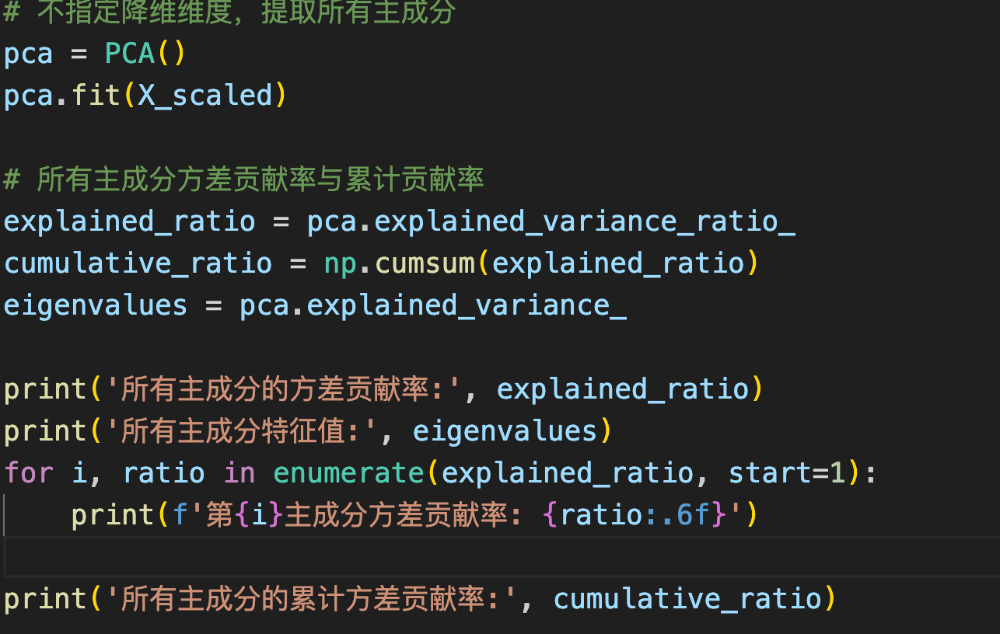 # 不指定降维维度，提取所有主成分
pca = PCA()
pca.fit(X_scaled)
# 所有主成分方差贡献率与累计贡献率
explained_ratio = pca.explained_variance_ratio_
cumulative_ratio = np.cumsum(explained_ratio)
eigenvalues = pca.explained_variance_
print('所有主成分的方差贡献率:', explained_ratio)
print('所有主成分特征值:', eigenvalues)
for i, ratio in enumerate(explained_ratio, start=1):
    print(f'第{i}主成分方差贡献率: {ratio:.6f}')
print('所有主成分的累计方差贡献率:', cumulative_ratio)